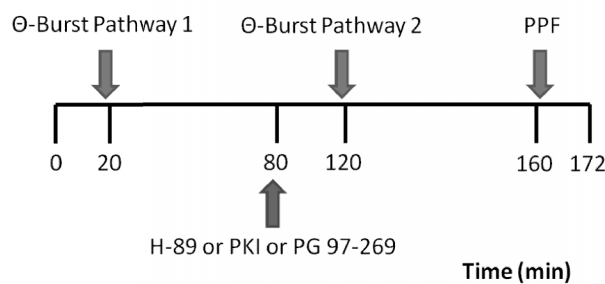 Θ-Burst Pathway 1 Θ-Burst Pathway 2 PPF
0 20 80 120 160 172
H-89 or PKI or PG 97-269
Time (min)